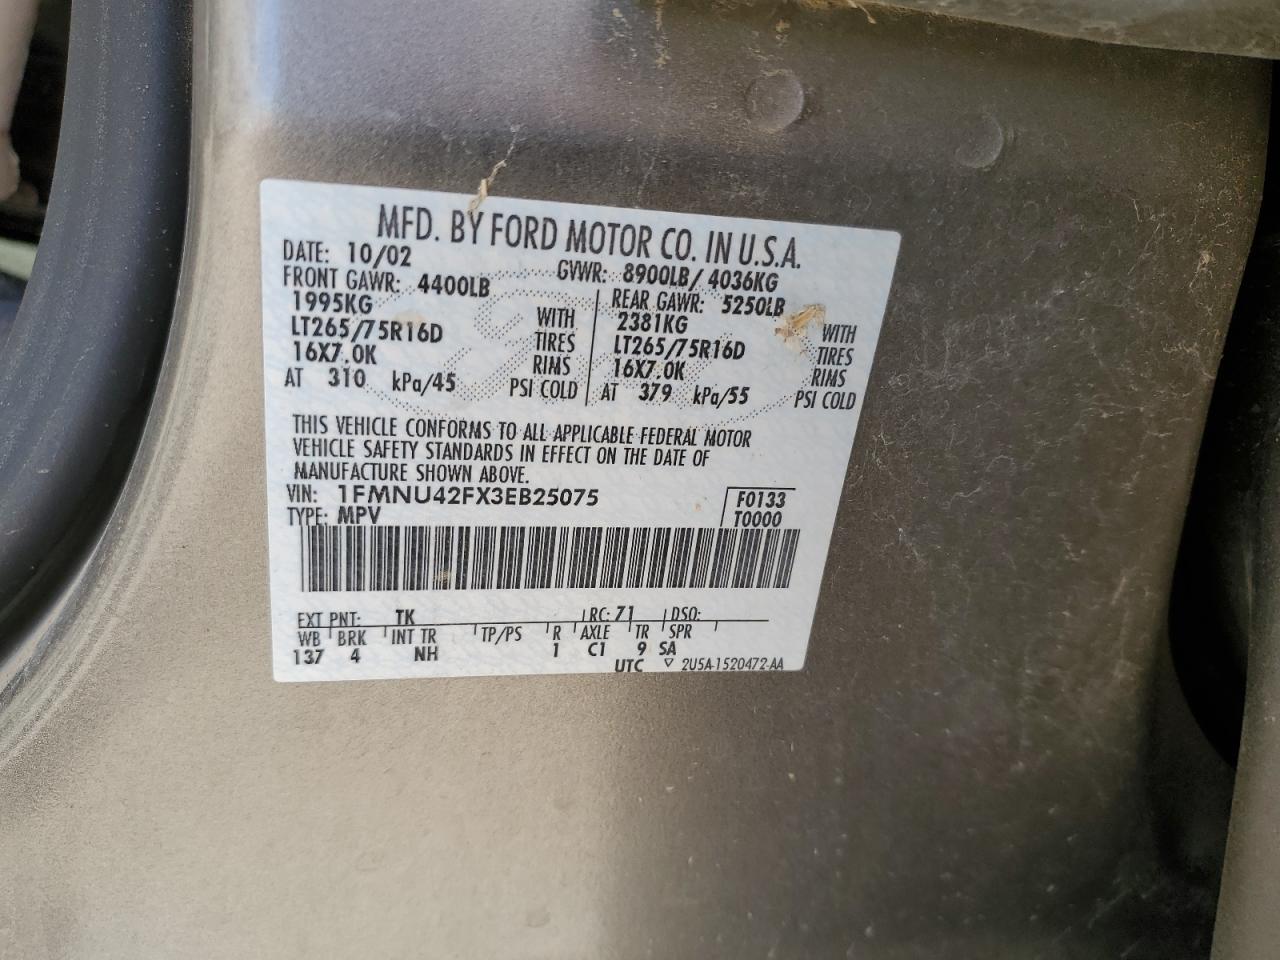 MFD. BY FORD MOTOR CO. IN U.S.A.
DATE: 10/02 GVWR: 8900LB/ 4036KG
FRONT GAWR: 4400LB REAR GAWR: 5250LB
1995KG WITH 2381KG WITH
LT265/75R16D TIRES LT265/75R16D TIRES
16X7.0K RIMS 16X7.0K RIMS
AT 310 kPa/45 PSI COLD AT 379 kPa/55 PSI COLD
THIS VEHICLE CONFORMS TO ALL APPLICABLE FEDERAL MOTOR
VEHICLE SAFETY STANDARDS IN EFFECT ON THE DATE OF
MANUFACTURE SHOWN ABOVE.
VIN: 1FMNU42FX3EB25075 F0133
TYPE: MPV T0000
EXT PNT: TK RC: 71 DSO:
WB BRK INT TR TP/PS R AXLE TR SPR
137 4 NH 1 C1 9 SA
UTC ▽ 2U5A-1520472-AA